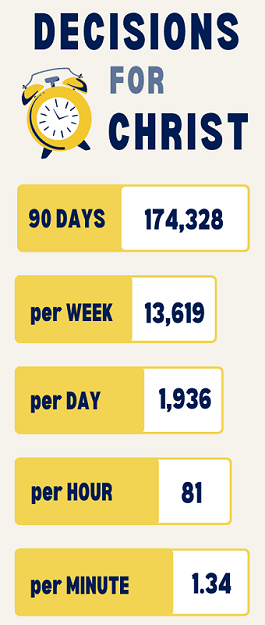 DECISIONS
FOR
CHRIST
90 DAYS 174,328
per WEEK 13,619
per DAY 1,936
per HOUR 81
per MINUTE 1.34